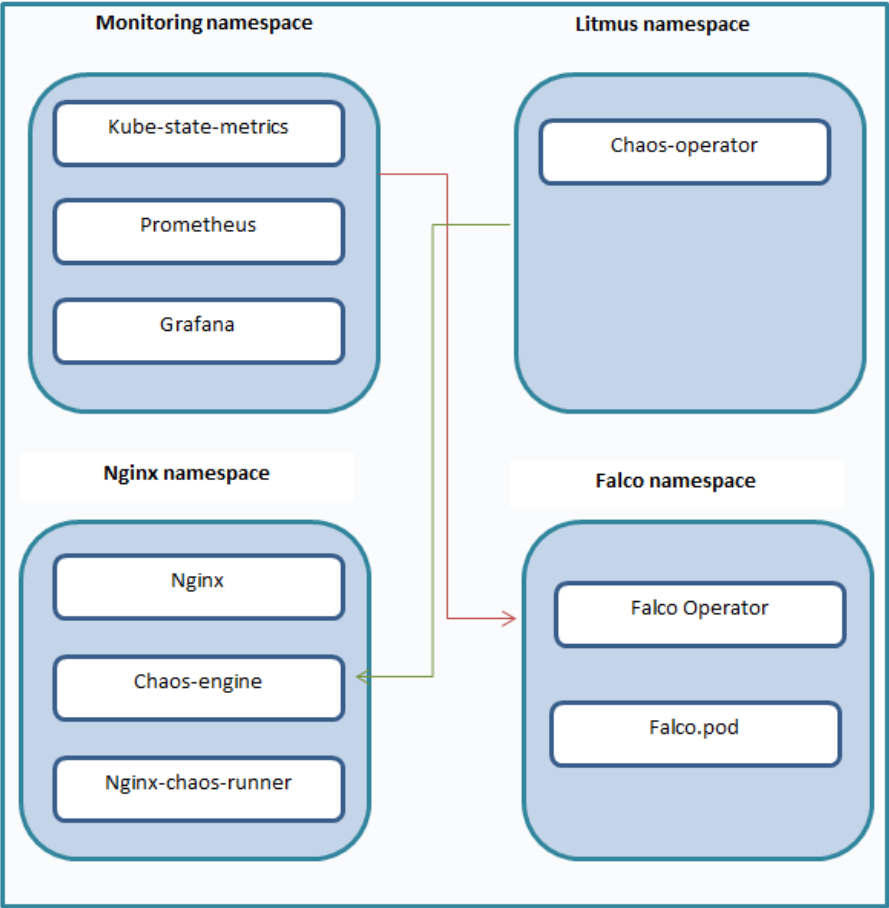 Monitoring namespace
Litmus namespace
Kube-state-metrics
Prometheus
Grafana
Chaos-operator
Nginx namespace
Falco namespace
Nginx
Chaos-engine
Nginx-chaos-runner
Falco Operator
Falco.pod